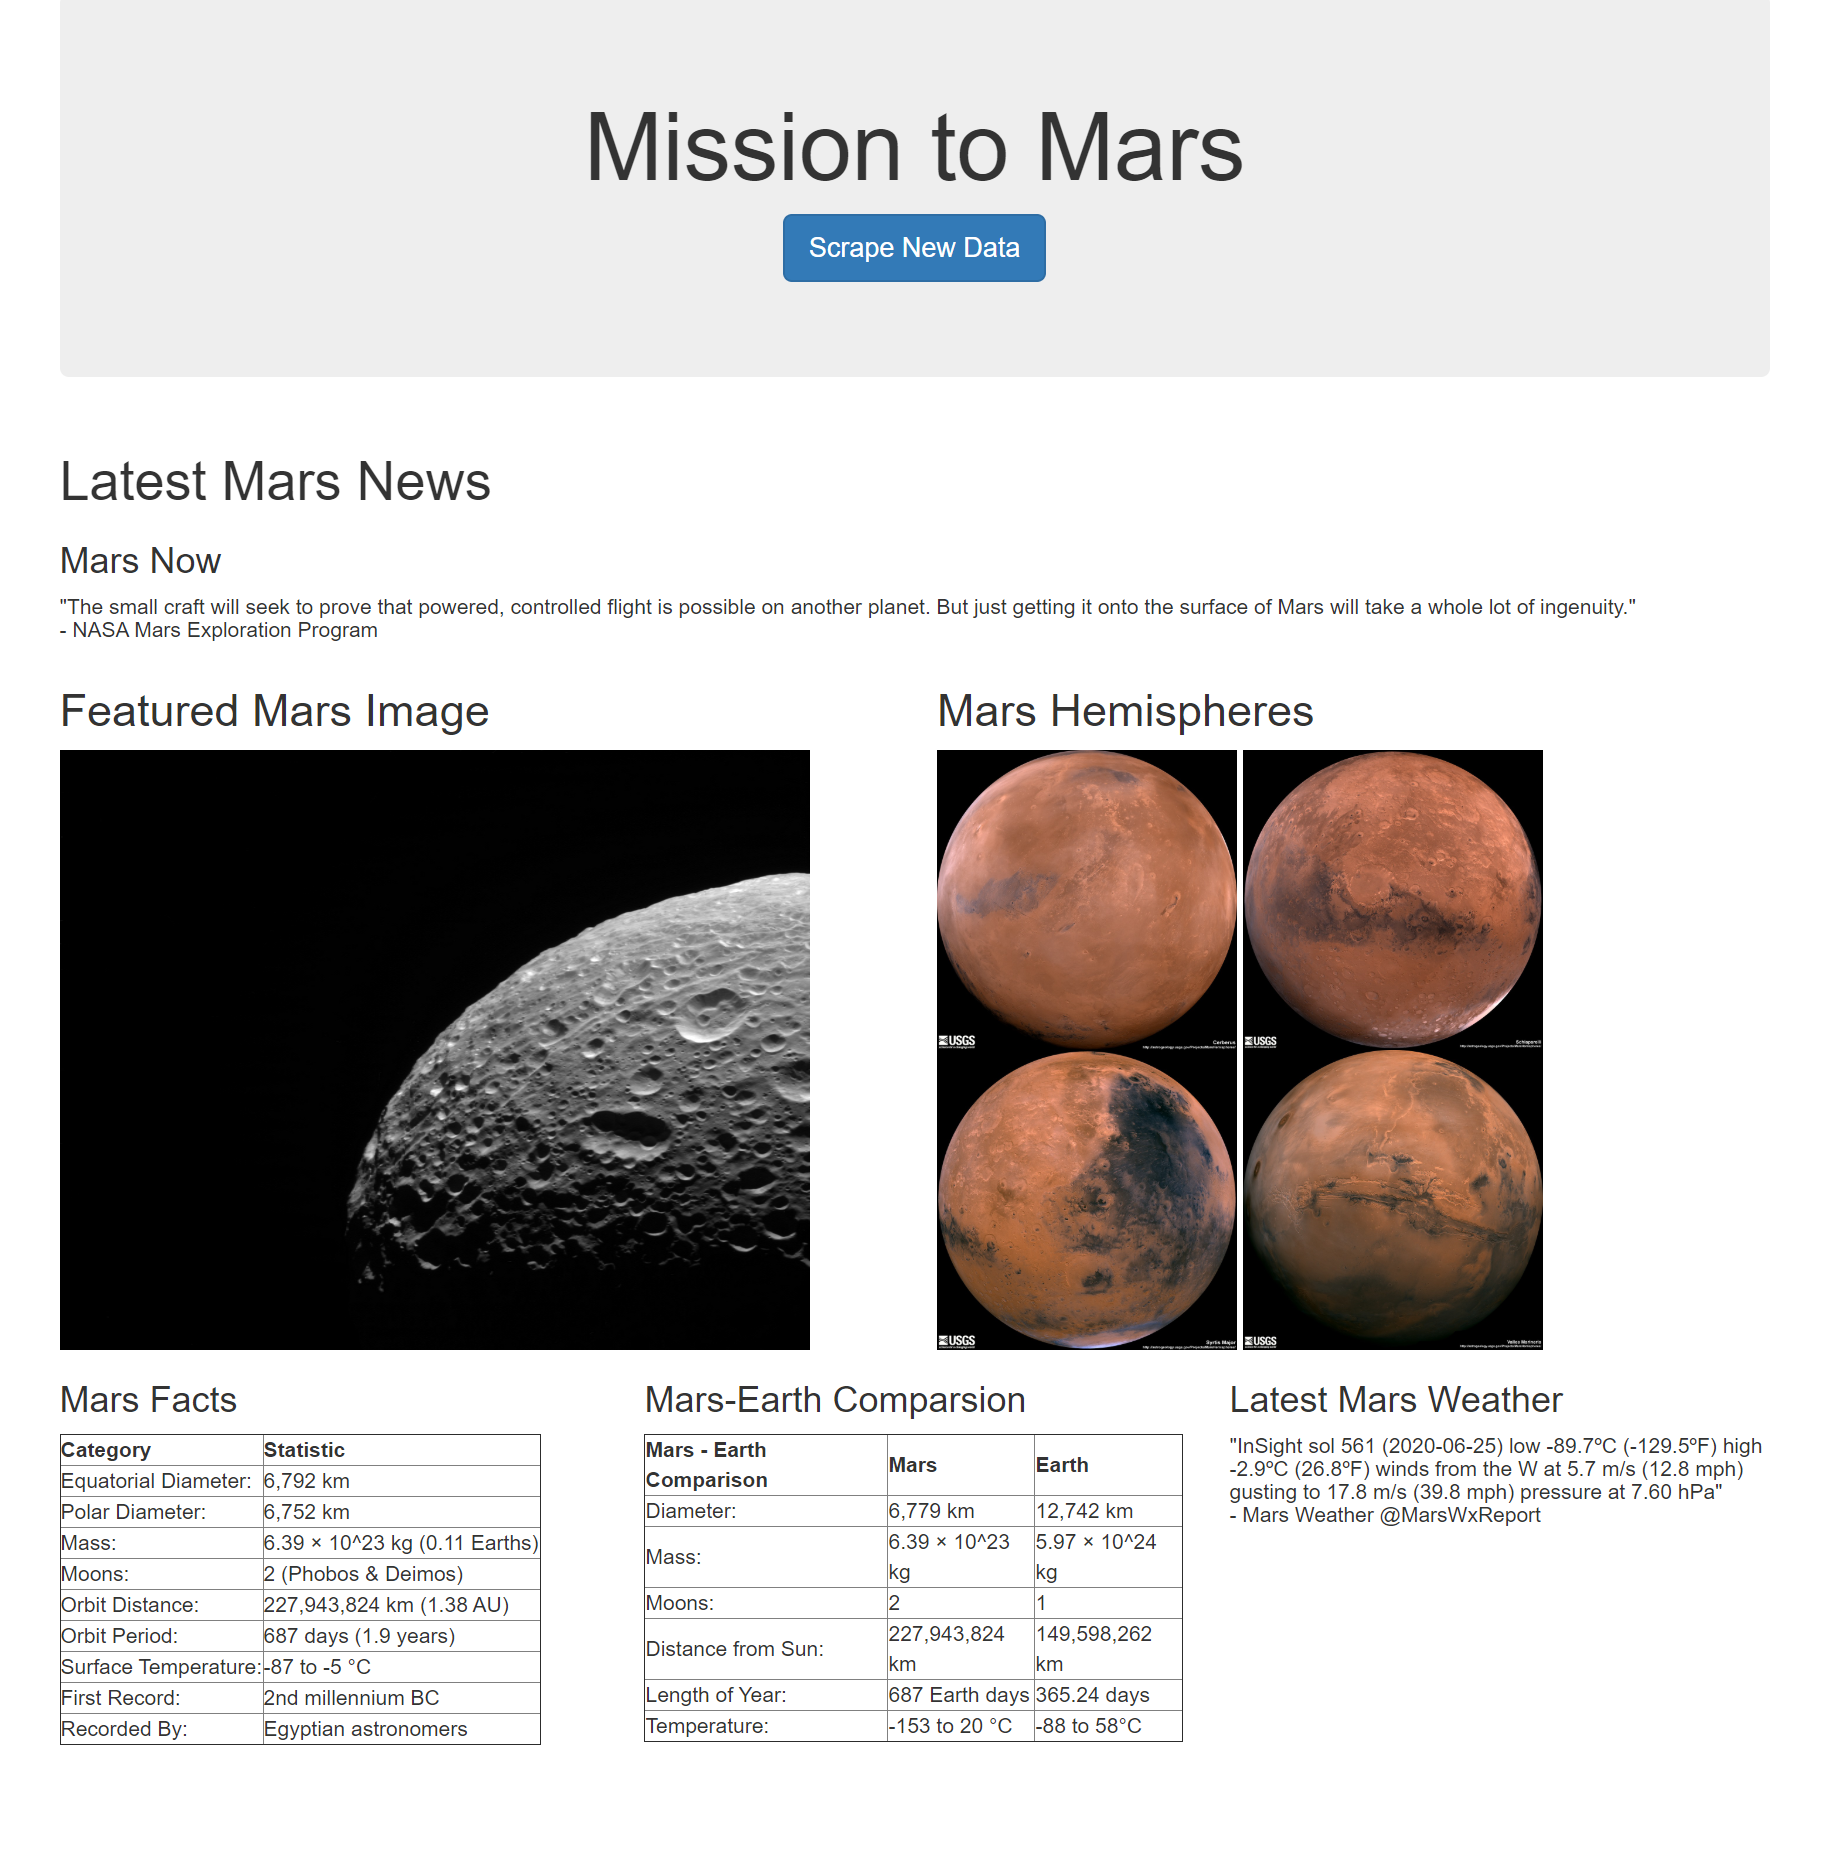 Mission to Mars
Scrape New Data
Latest Mars News
Mars Now
"The small craft will seek to prove that powered, controlled flight is possible on another planet. But just getting it onto the surface of Mars will take a whole lot of ingenuity."
- NASA Mars Exploration Program
Featured Mars Image
Mars Hemispheres
USGS
Cerberus
USGS
Schiaparelli
USGS
Syrtis Major
USGS
Valles Marineris
Mars Facts
Category Statistic
Equatorial Diameter: 6,792 km
Polar Diameter: 6,752 km
Mass: 6.39 × 10^23 kg (0.11 Earths)
Moons: 2 (Phobos & Deimos)
Orbit Distance: 227,943,824 km (1.38 AU)
Orbit Period: 687 days (1.9 years)
Surface Temperature: -87 to -5 °C
First Record: 2nd millennium BC
Recorded By: Egyptian astronomers
Mars-Earth Comparsion
Mars - Earth
Comparison
Mars Earth
Diameter: 6,779 km 12,742 km
Mass: 6.39 × 10^23 5.97 × 10^24
kg kg
Moons: 2 1
Distance from Sun: 227,943,824 149,598,262
km km
Length of Year: 687 Earth days 365.24 days
Temperature: -153 to 20 °C -88 to 58°C
Latest Mars Weather
"InSight sol 561 (2020-06-25) low -89.7ºC (-129.5ºF) high
-2.9ºC (26.8ºF) winds from the W at 5.7 m/s (12.8 mph)
gusting to 17.8 m/s (39.8 mph) pressure at 7.60 hPa"
- Mars Weather @MarsWxReport